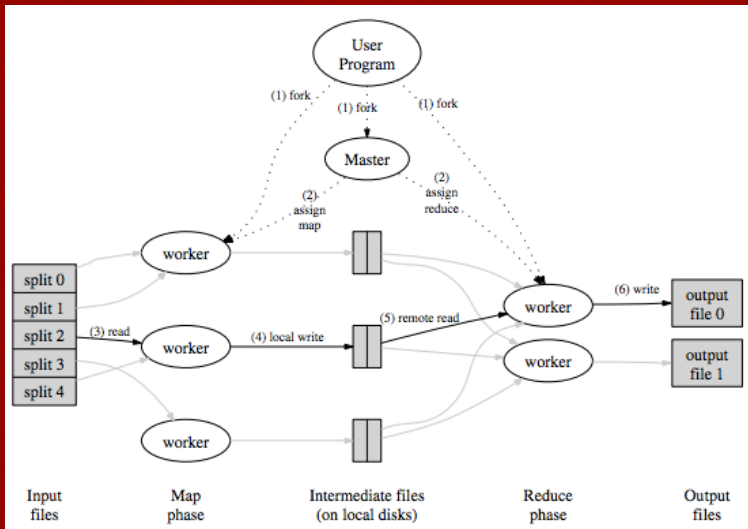 User
Program
(1) fork
(1) fork
(1) fork
Master
(2)
assign
map
(2)
assign
reduce
worker
split 0
split 1
split 2
split 3
split 4
(3) read
worker
(4) local write
(5) remote read
worker
(6) write
output
file 0
worker
output
file 1
worker
Input
files
Map
phase
Intermediate files
(on local disks)
Reduce
phase
Output
files